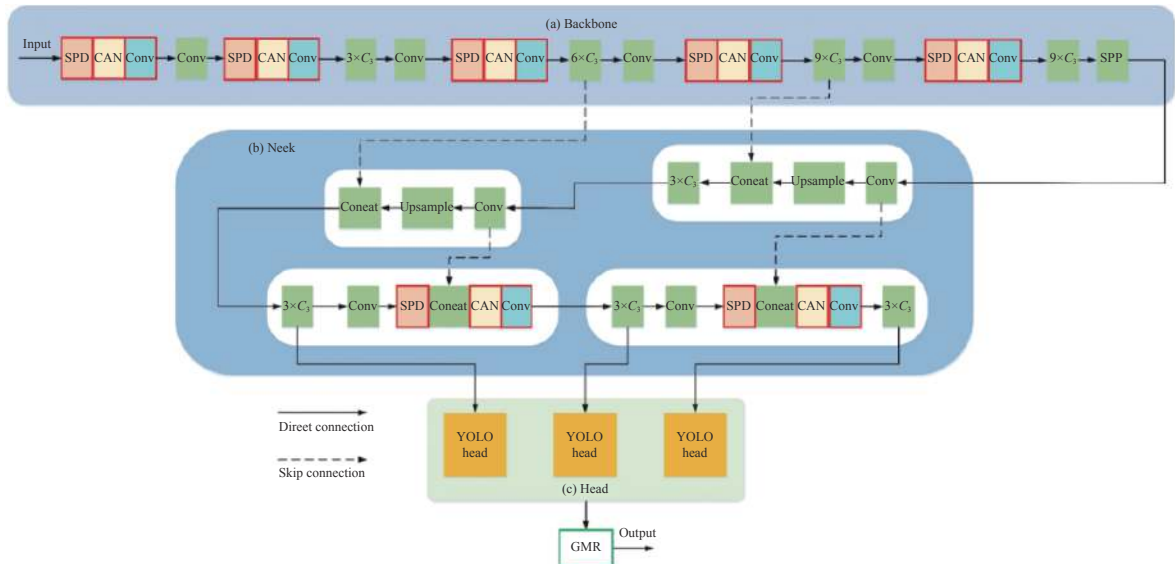 (a) Backbone
Input
SPD CAN Conv Conv SPD CAN Conv 3×C₃ Conv SPD CAN Conv 6×C₃ Conv SPD CAN Conv 9×C₃ Conv SPD CAN Conv 9×C₃ SPP
(b) Neek
3×C₃ Coneat Upsample Conv
Coneat Upsample Conv
3×C₃ Conv SPD Coneat CAN Conv 3×C₃ Conv SPD Coneat CAN Conv 3×C₃
Direet connection
Skip connection
YOLO
head
YOLO
head
YOLO
head
(c) Head
GMR
Output